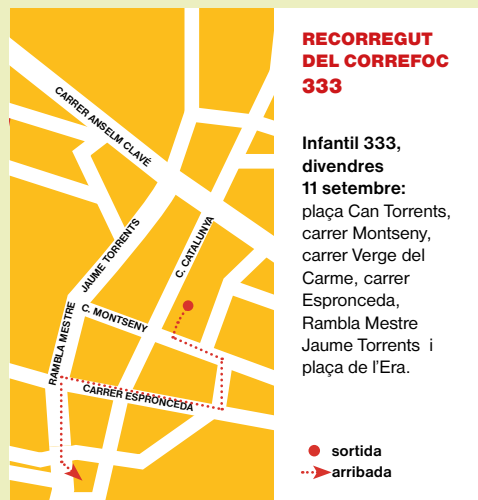 RECORREGUT
DEL CORREFOC
333
Infantil 333,
divendres
11 setembre:
plaça Can Torrents,
carrer Montseny,
carrer Verge del
Carme, carrer
Espronceda,
Rambla Mestre
Jaume Torrents i
plaça de l'Era.
sortida
arribada
CARRER ANSELM CLAVÉ
JAUME TORRENTS
C. CATALUNYA
C. MONTSENY
RAMBLA MESTRE
CARRER ESPRONCEDA